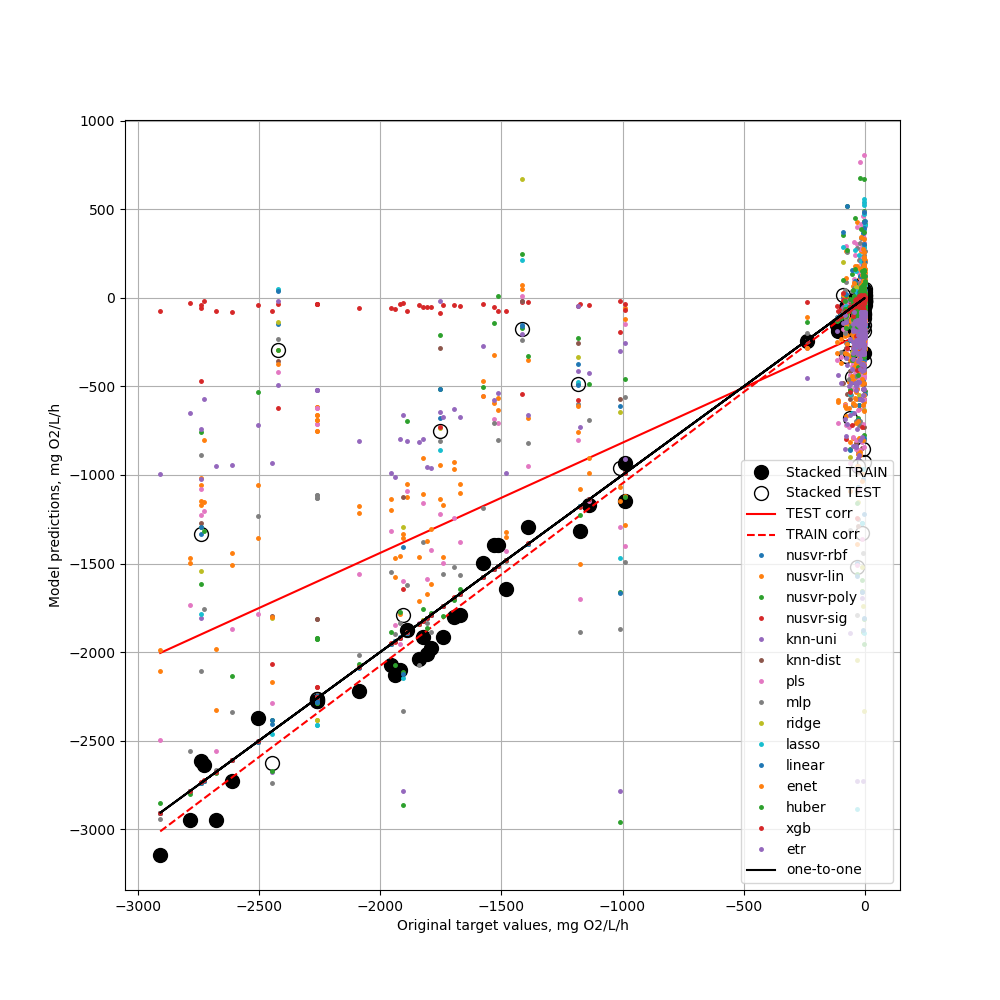 1000
500
0
−500
−1000
−1500
−2000
−2500
−3000
Model predictions, mg O2/L/h
−3000
−2500
−2000
−1500
−1000
−500
0
Original target values, mg O2/L/h
Stacked TRAIN
Stacked TEST
TEST corr
TRAIN corr
nusvr-rbf
nusvr-lin
nusvr-poly
nusvr-sig
knn-uni
knn-dist
pls
mlp
ridge
lasso
linear
enet
huber
xgb
etr
one-to-one